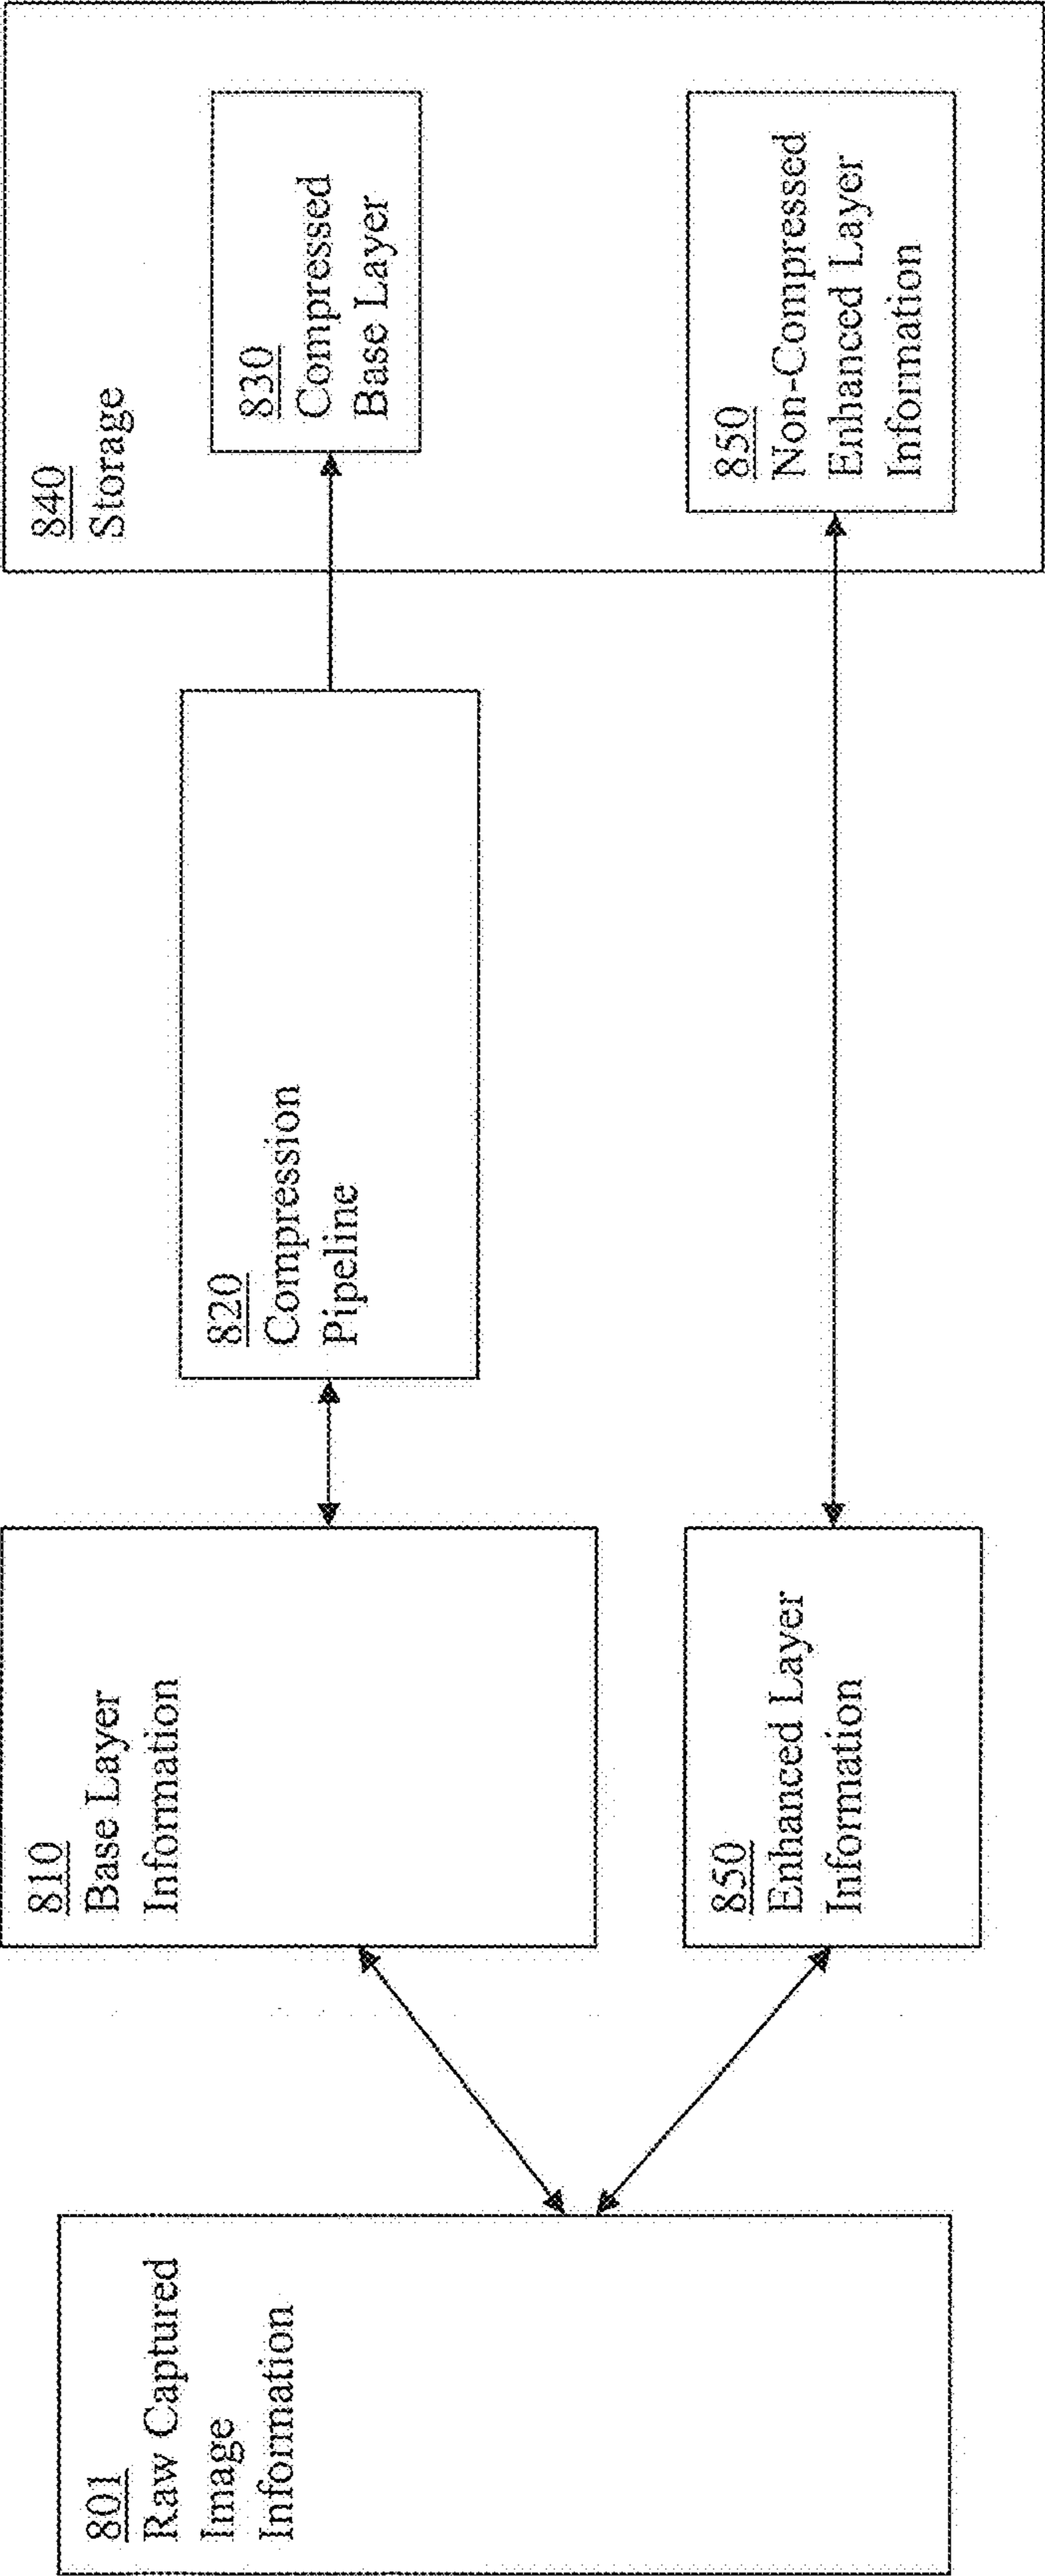 801
Raw Captured
Image
Information
810
Base Layer
Information
850
Enhanced Layer
Information
820
Compression
Pipeline
840
Storage
830
Compressed
Base Layer
850
Non-Compressed
Enhanced Layer
Information